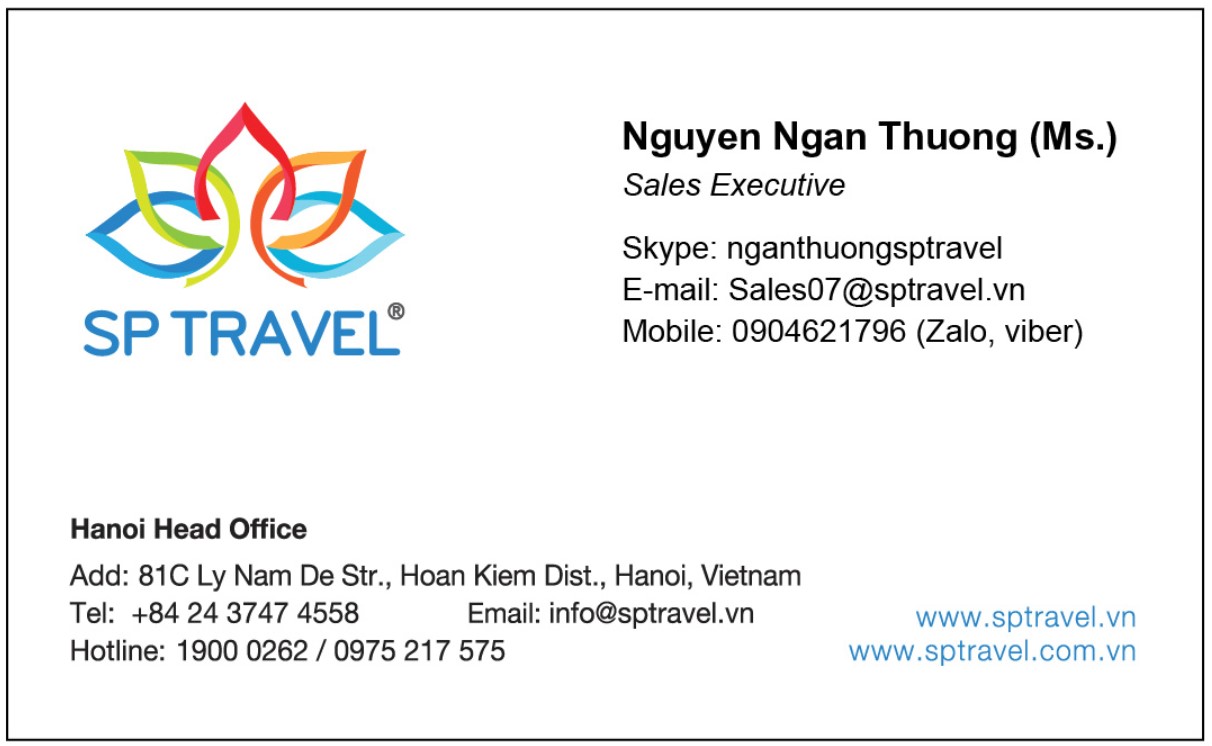 SP TRAVEL®
Nguyen Ngan Thuong (Ms.)
Sales Executive
Skype: nganthuongsptravel
E-mail: Sales07@sptravel.vn
Mobile: 0904621796 (Zalo, viber)
Hanoi Head Office
Add: 81C Ly Nam De Str., Hoan Kiem Dist., Hanoi, Vietnam
Tel: +84 24 3747 4558 Email: info@sptravel.vn
Hotline: 1900 0262 / 0975 217 575
www.sptravel.vn
www.sptravel.com.vn